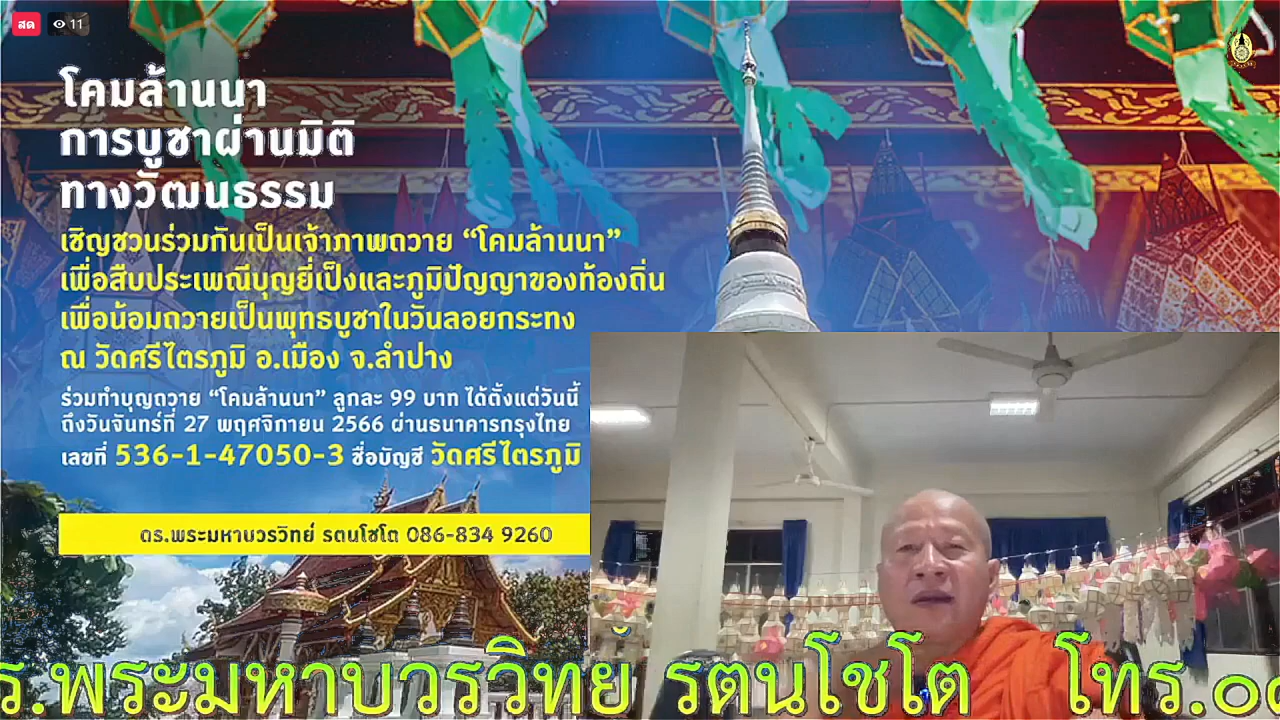 สด 11
โคมล้านนา
การบูชาผ่านมิติ
ทางวัฒนธรรม
เชิญชวนร่วมกันเป็นเจ้าภาพถวาย “โคมล้านนา”
เพื่อสืบประเพณีบุญยี่เป็งและภูมิปัญญาของท้องถิ่น
เพื่อน้อมถวายเป็นพุทธบูชาในวันลอยกระทง
ณ วัดศรีไตรภูมิ อ.เมือง จ.ลำปาง
ร่วมทำบุญถวาย “โคมล้านนา” ลูกละ 99 บาท ได้ตั้งแต่วันนี้
ถึงวันจันทร์ที่ 27 พฤศจิกายน 2566 ผ่านธนาคารกรุงไทย
เลขที่ 536-1-47050-3 ชื่อบัญชี วัดศรีไตรภูมิ
ดร.พระมหาบวรวิทย์ รตนโชโต 086-834 9260
ร.พระมหาบวรวิทย์ รตนโชโต โทร.๐